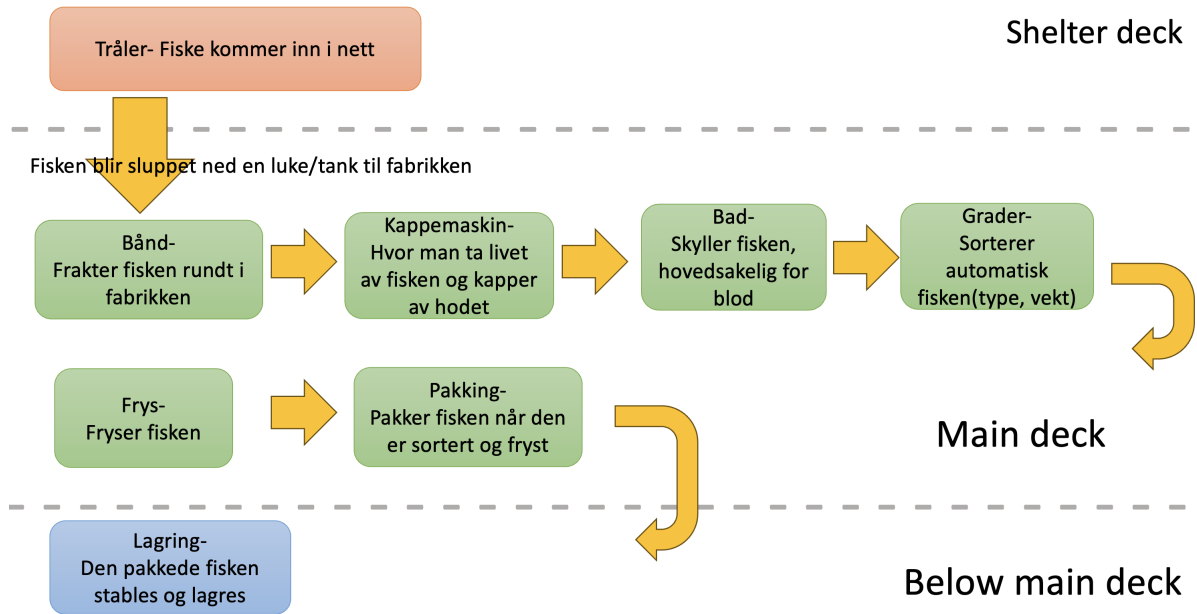 Tråler- Fiske kommer inn i nett
Shelter deck
Fisken blir sluppet ned en luke/tank til fabrikken
Bånd-
Frakter fisken rundt i
fabrikken
Kappemaskin-
Hvor man ta livet
av fisken og kapper
av hodet
Bad-
Skyller fisken,
hovedsakelig for
blod
Grader-
Sorterer
automatisk
fisken(type, vekt)
Frys-
Fryser fisken
Pakking-
Pakker fisken når den
er sortert og fryst
Main deck
Lagring-
Den pakkede fisken
stables og lagres
Below main deck